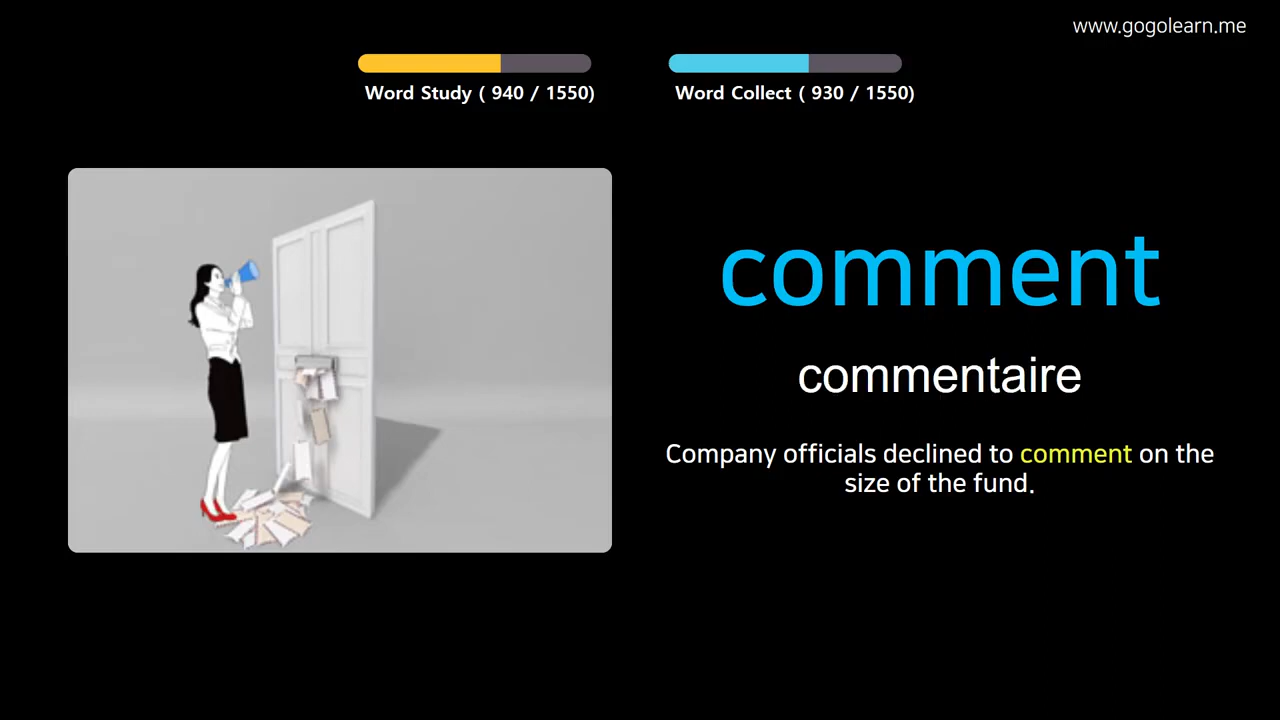 www.gogolearn.me
Word Study ( 940 / 1550)
Word Collect ( 930 / 1550)
comment
commentaire
Company officials declined to comment on the
size of the fund.